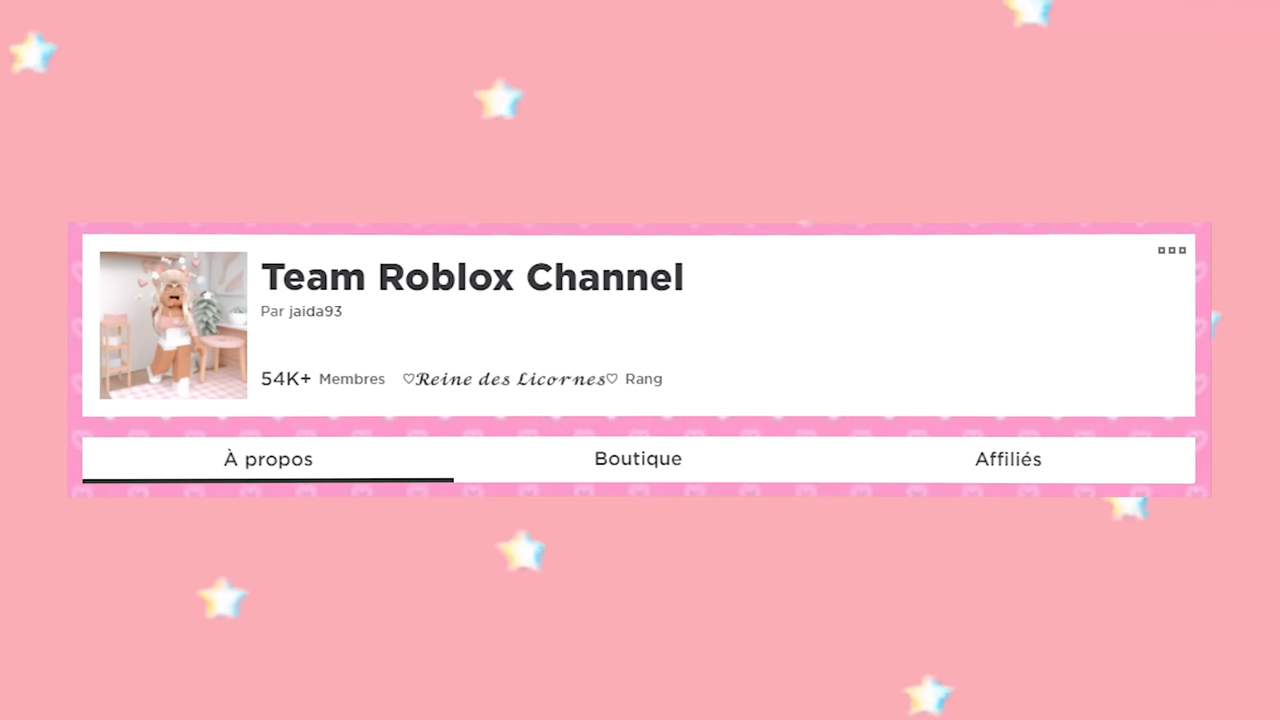 Team Roblox Channel
Par jaida93
54K+ Membres ♡𝓡𝓮𝓲𝓷𝓮 𝓭𝓮𝓼 𝓛𝓲𝓬𝓸𝓻𝓷𝓮𝓼♡ Rang
À propos Boutique Affiliés